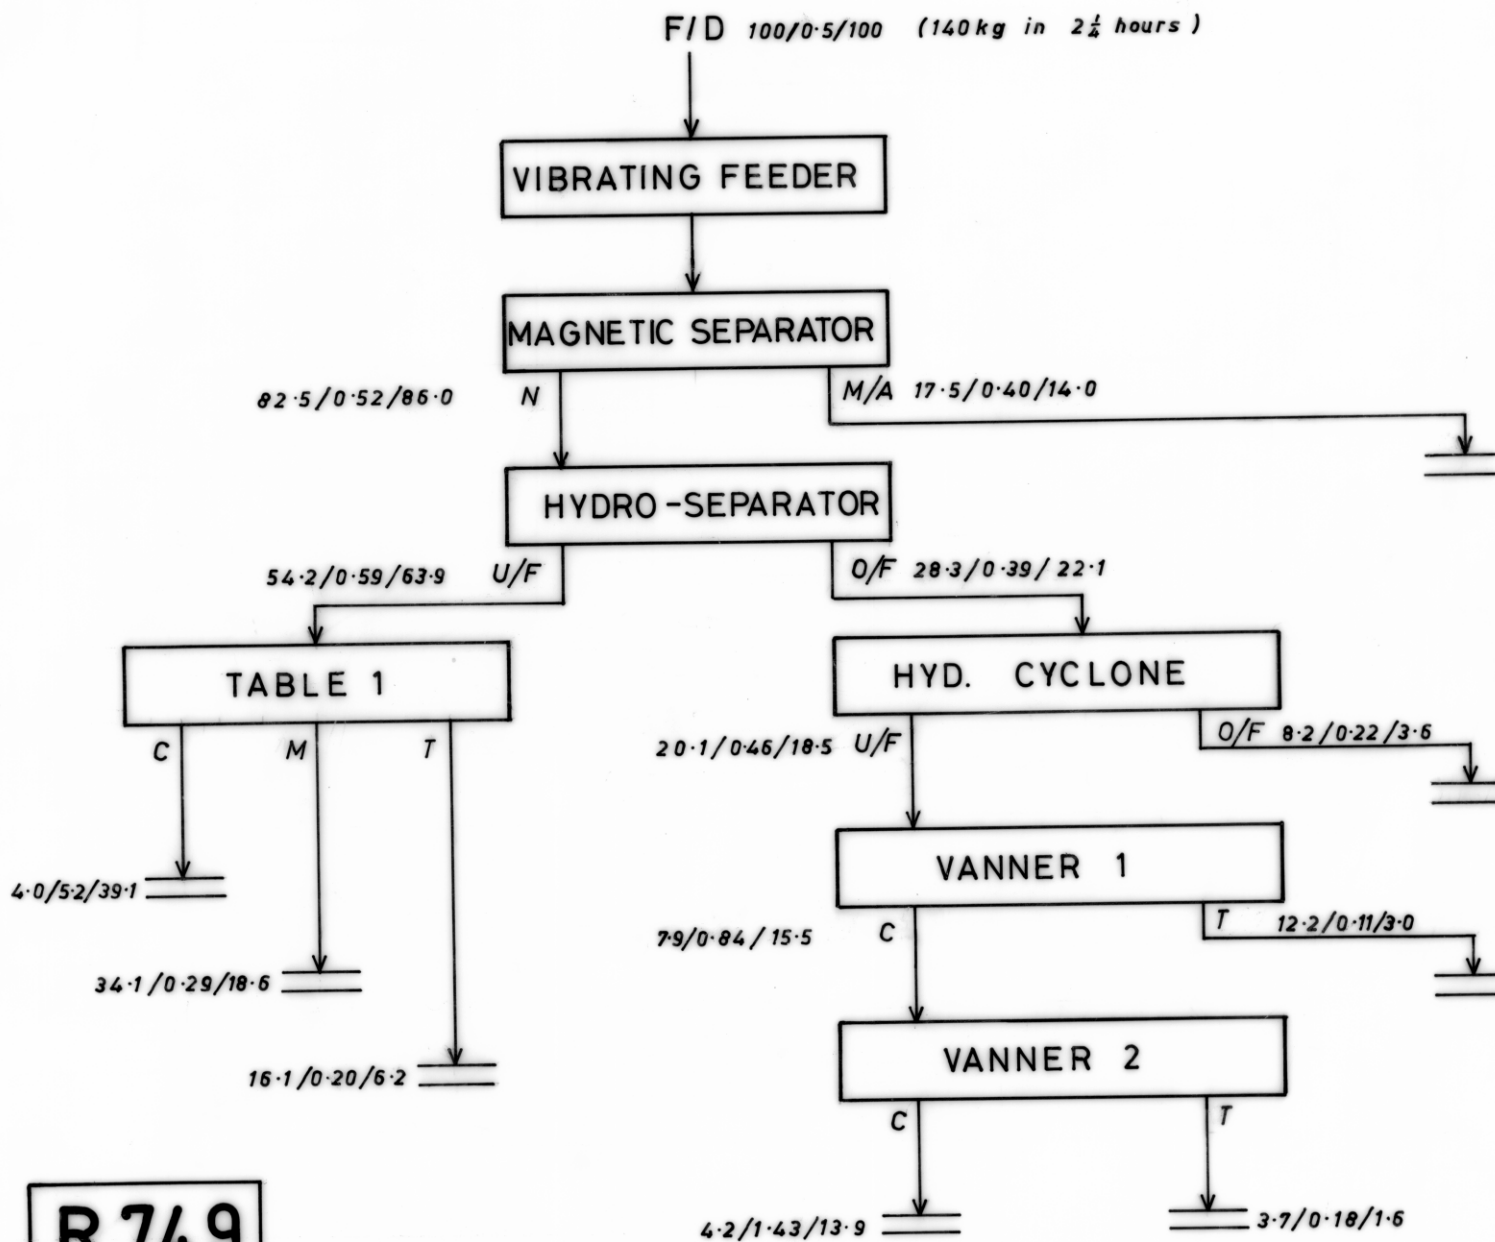 F/D 100/0·5/100 (140kg in 2¼ hours)
VIBRATING FEEDER
MAGNETIC SEPARATOR
82·5/0·52/86·0 N
M/A 17·5/0·40/14·0
HYDRO-SEPARATOR
54·2/0·59/63·9 U/F
O/F 28·3/0·39/22·1
TABLE 1
HYD. CYCLONE
C M T
20·1/0·46/18·5 U/F
O/F 8·2/0·22/3·6
VANNER 1
4·0/5·2/39·1
7·9/0·84/15·5 C
T 12·2/0·11/3·0
34·1/0·29/18·6
VANNER 2
16·1/0·20/6·2
C T
4·2/1·43/13·9
3·7/0·18/1·6
R 749